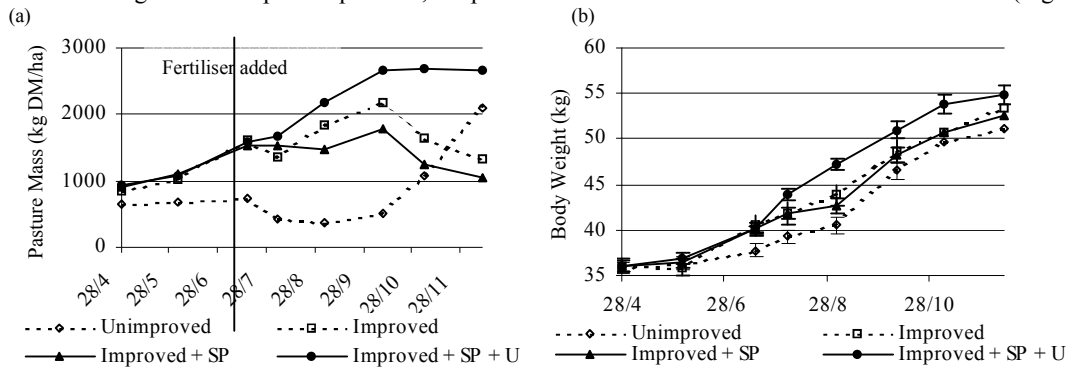 (a)
(b)
3000
2000
1000
0
Pasture Mass (kg DM/ha)
Fertiliser added
28/4
28/5
28/6
28/7
28/8
28/9
28/10
28/11
Unimproved
Improved
Improved + SP
Improved + SP + U
60
55
50
45
40
35
Body Weight (kg)
28/4
28/6
28/8
28/10
Unimproved
Improved
Improved + SP
Improved + SP + U